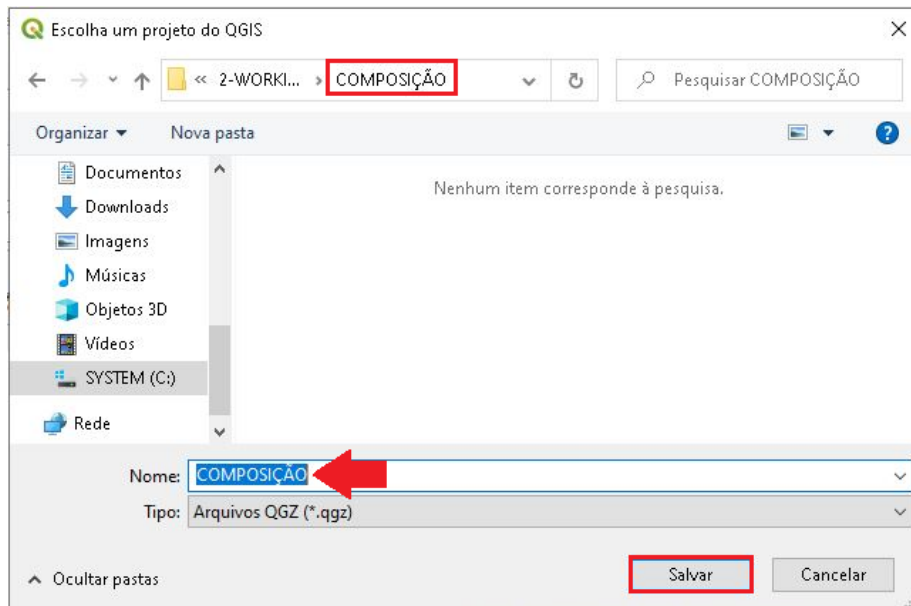 Escolha um projeto do QGIS
« 2-WORKI... › COMPOSIÇÃO
Pesquisar COMPOSIÇÃO
Organizar
Nova pasta
Documentos
Nenhum item corresponde à pesquisa.
Downloads
Imagens
Músicas
Objetos 3D
Vídeos
SYSTEM (C:)
Rede
Nome: COMPOSIÇÃO
Tipo: Arquivos QGZ (*.qgz)
Ocultar pastas
Salvar
Cancelar